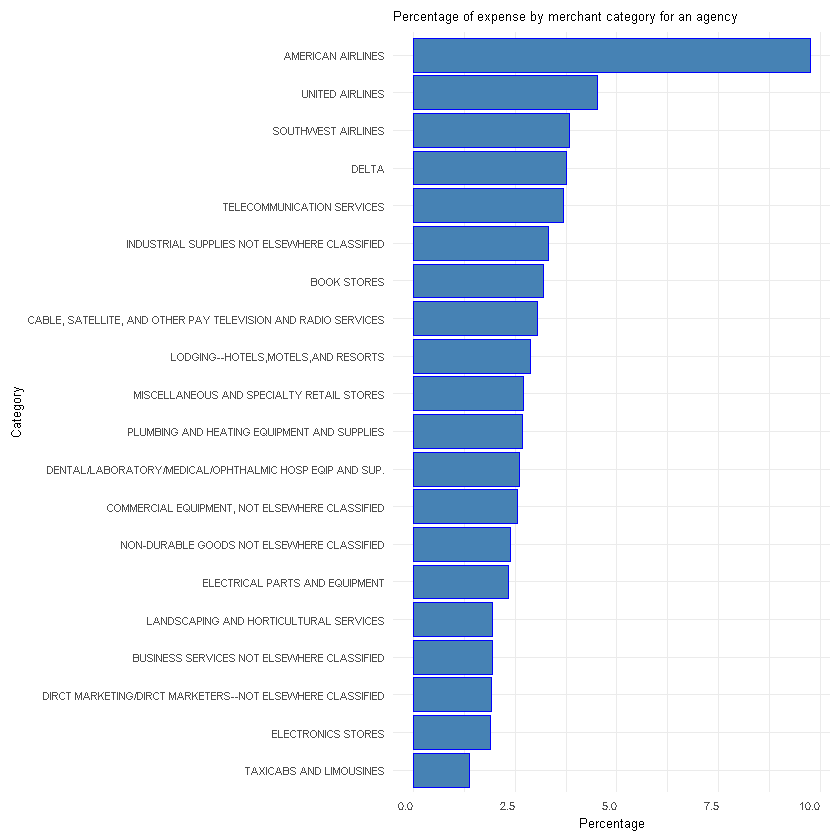 Percentage of expense by merchant category for an agency
AMERICAN AIRLINES
UNITED AIRLINES
SOUTHWEST AIRLINES
DELTA
TELECOMMUNICATION SERVICES
INDUSTRIAL SUPPLIES NOT ELSEWHERE CLASSIFIED
BOOK STORES
CABLE, SATELLITE, AND OTHER PAY TELEVISION AND RADIO SERVICES
LODGING--HOTELS,MOTELS,AND RESORTS
MISCELLANEOUS AND SPECIALTY RETAIL STORES
PLUMBING AND HEATING EQUIPMENT AND SUPPLIES
DENTAL/LABORATORY/MEDICAL/OPHTHALMIC HOSP EQIP AND SUP.
COMMERCIAL EQUIPMENT, NOT ELSEWHERE CLASSIFIED
NON-DURABLE GOODS NOT ELSEWHERE CLASSIFIED
ELECTRICAL PARTS AND EQUIPMENT
LANDSCAPING AND HORTICULTURAL SERVICES
BUSINESS SERVICES NOT ELSEWHERE CLASSIFIED
DIRCT MARKETING/DIRCT MARKETERS--NOT ELSEWHERE CLASSIFIED
ELECTRONICS STORES
TAXICABS AND LIMOUSINES
Category
0.0 2.5 5.0 7.5 10.0
Percentage